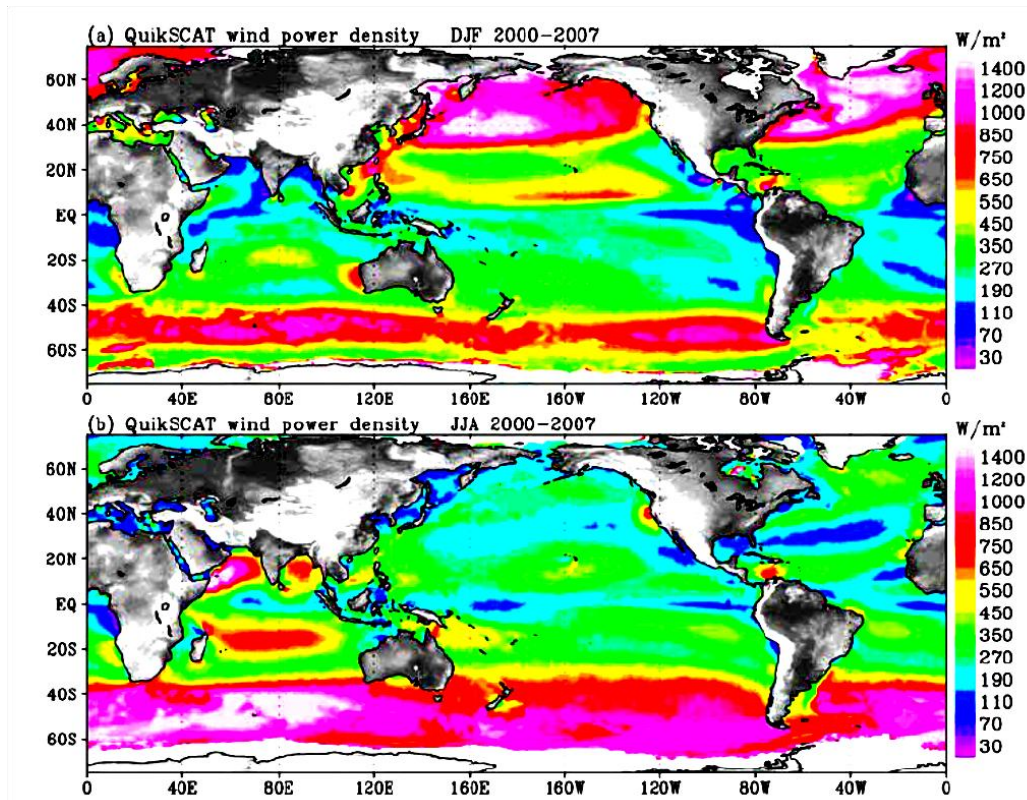 (a) QuikSCAT wind power density DJF 2000-2007
W/m²
60N
40N
20N
EQ
20S
40S
60S
0 40E 80E 120E 160E 160W 120W 80W 40W 0
1400
1200
1000
850
750
650
450
350
270
190
110
70
30
(b) QuikSCAT wind power density JJA 2000-2007
W/m²
60N
40N
20N
EQ
20S
40S
60S
0 40E 80E 120E 160E 160W 120W 80W 40W 0
1400
1200
1000
850
750
650
450
350
270
190
110
70
30